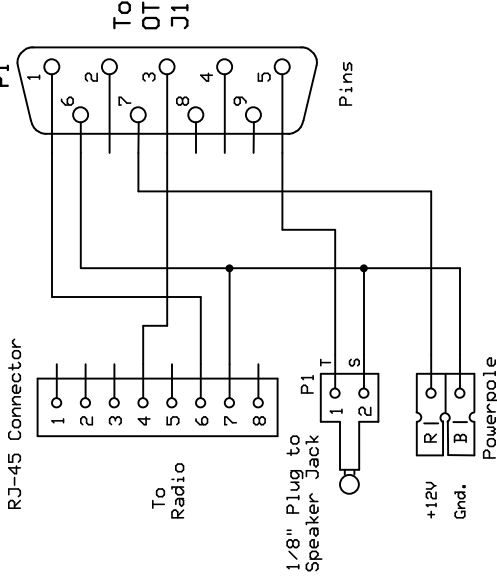 To
OT
J1
P1
1
2
3
4
5
6
7
8
9
Pins
RJ-45 Connector
1
2
3
4
5
6
7
8
To
Radio
P1
T
S
1
2
1/8" Plug to
Speaker Jack
R
B
+12V
Gnd.
Powerpole